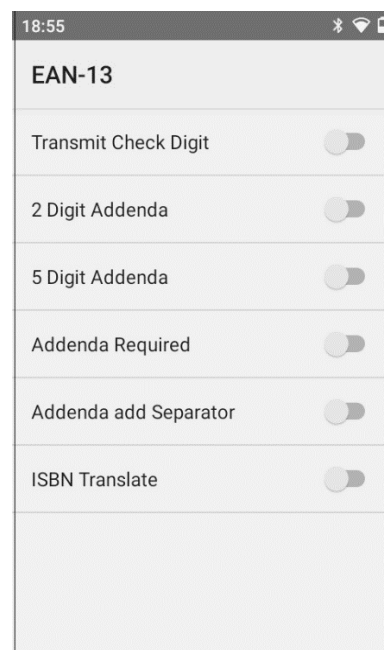 18:55
EAN-13
Transmit Check Digit
2 Digit Addenda
5 Digit Addenda
Addenda Required
Addenda add Separator
ISBN Translate